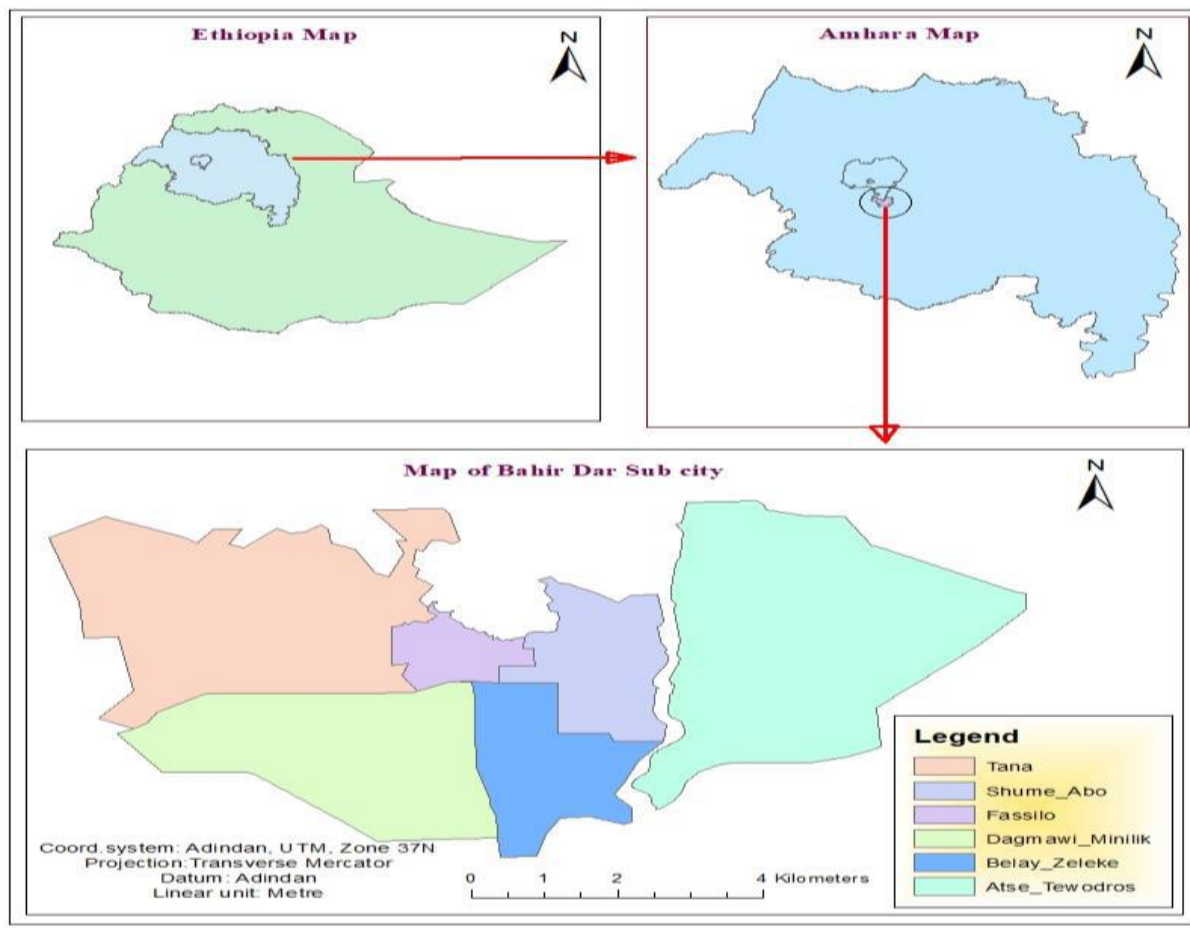 Ethiopia Map
N
Amhara Map
N
Map of Bahir Dar Sub city
N
Legend
Tana
Shume_Abo
Fassilo
Dagmawi_Minilik
Belay_Zeleke
Atse_Tewodros
Coord.system: Adindan, UTM, Zone 37N
Projection:Transverse Mercator
Datum: Adindan
Linear unit: Metre
0 1 2 4 Kilometers